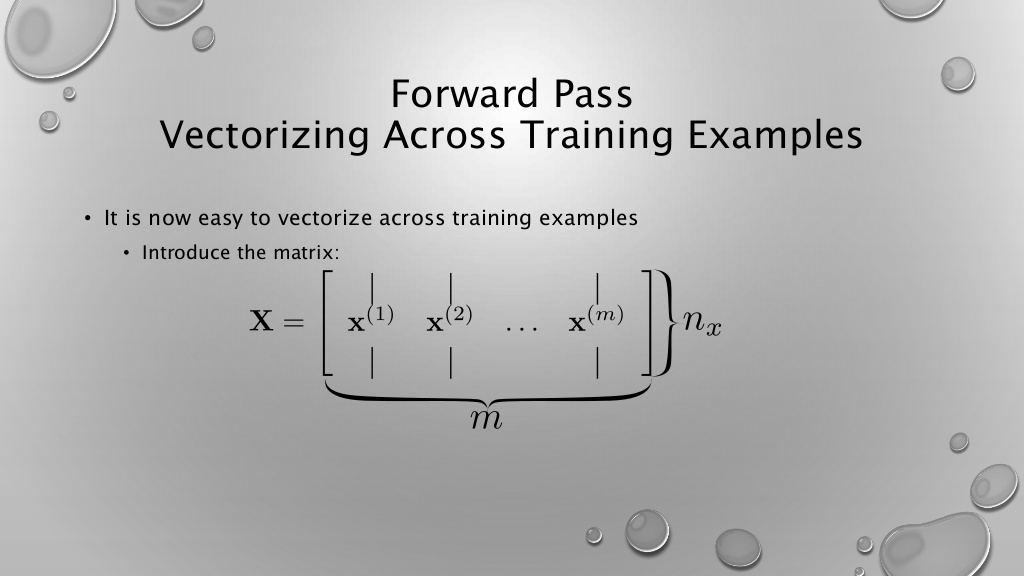 Forward Pass
Vectorizing Across Training Examples
• It is now easy to vectorize across training examples
• Introduce the matrix:
X = [ x^(1) x^(2) ... x^(m) ] } n_x
m